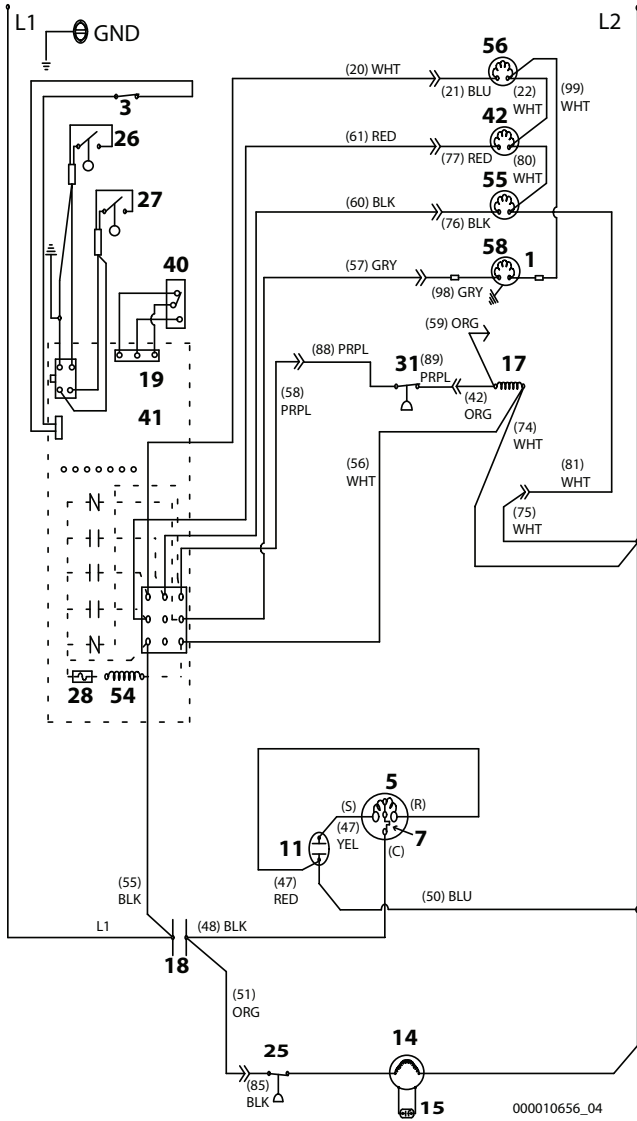 L1
GND
L2
56
(20) WHT
(21) BLU
(22)
WHT
(99)
WHT
3
26
42
(61) RED
(77) RED
(80)
WHT
27
55
(60) BLK
(76) BLK
58
1
40
(57) GRY
(98) GRY
(59) ORG
(88) PRPL
31
(89)
PRPL
17
19
(58)
PRPL
(42)
ORG
41
(74)
WHT
(56)
WHT
(81)
WHT
(75)
WHT
28
54
5
(S)
(R)
(47)
YEL
7
11
(C)
(55)
BLK
(47)
RED
(50) BLU
L1
(48) BLK
18
(51)
ORG
25
14
(85)
BLK
15
000010656_04